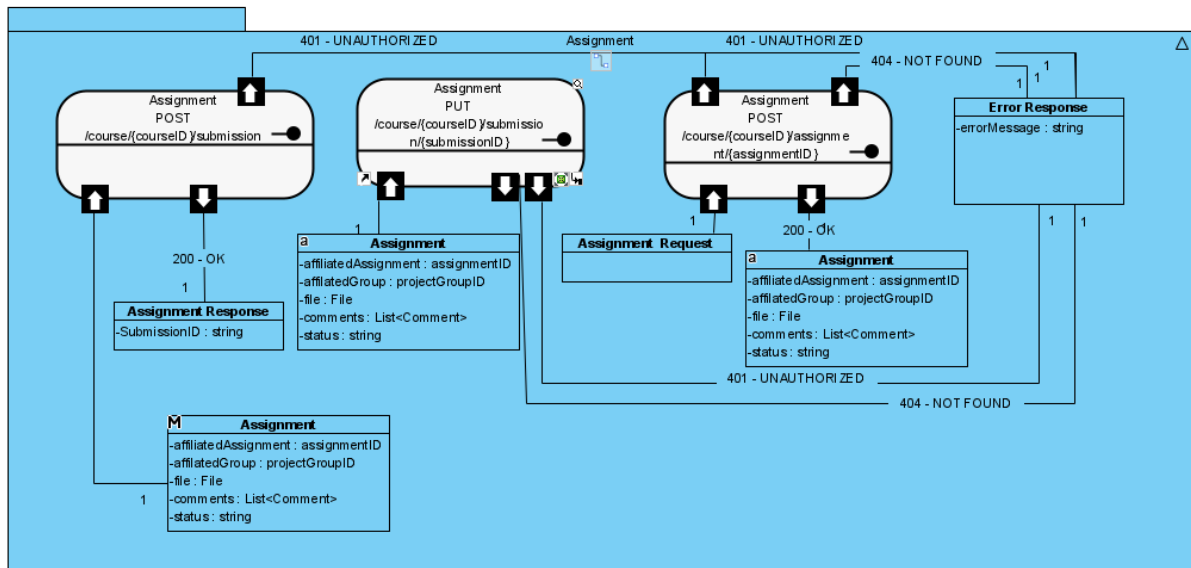 401 - UNAUTHORIZED
Assignment
401 - UNAUTHORIZED
404 - NOT FOUND
1
1
1
Assignment
POST
/course/{courseID}/submission
Assignment
PUT
/course/{courseID}/submissio
n/{submissionID}
Assignment
POST
/course/{courseID}/assignme
nt/{assignmentID}
Error Response
-errorMessage : string
200 - OK
1
Assignment Response
-SubmissionID : string
1
a
Assignment
-affiliatedAssignment : assignmentID
-affilatedGroup : projectGroupID
-file : File
-comments : List<Comment>
-status : string
1
Assignment Request
1
200 - OK
a
Assignment
-affiliatedAssignment : assignmentID
-affilatedGroup : projectGroupID
-file : File
-comments : List<Comment>
-status : string
1
1
401 - UNAUTHORIZED
404 - NOT FOUND
M
Assignment
-affiliatedAssignment : assignmentID
-affilatedGroup : projectGroupID
-file : File
-comments : List<Comment>
-status : string
1